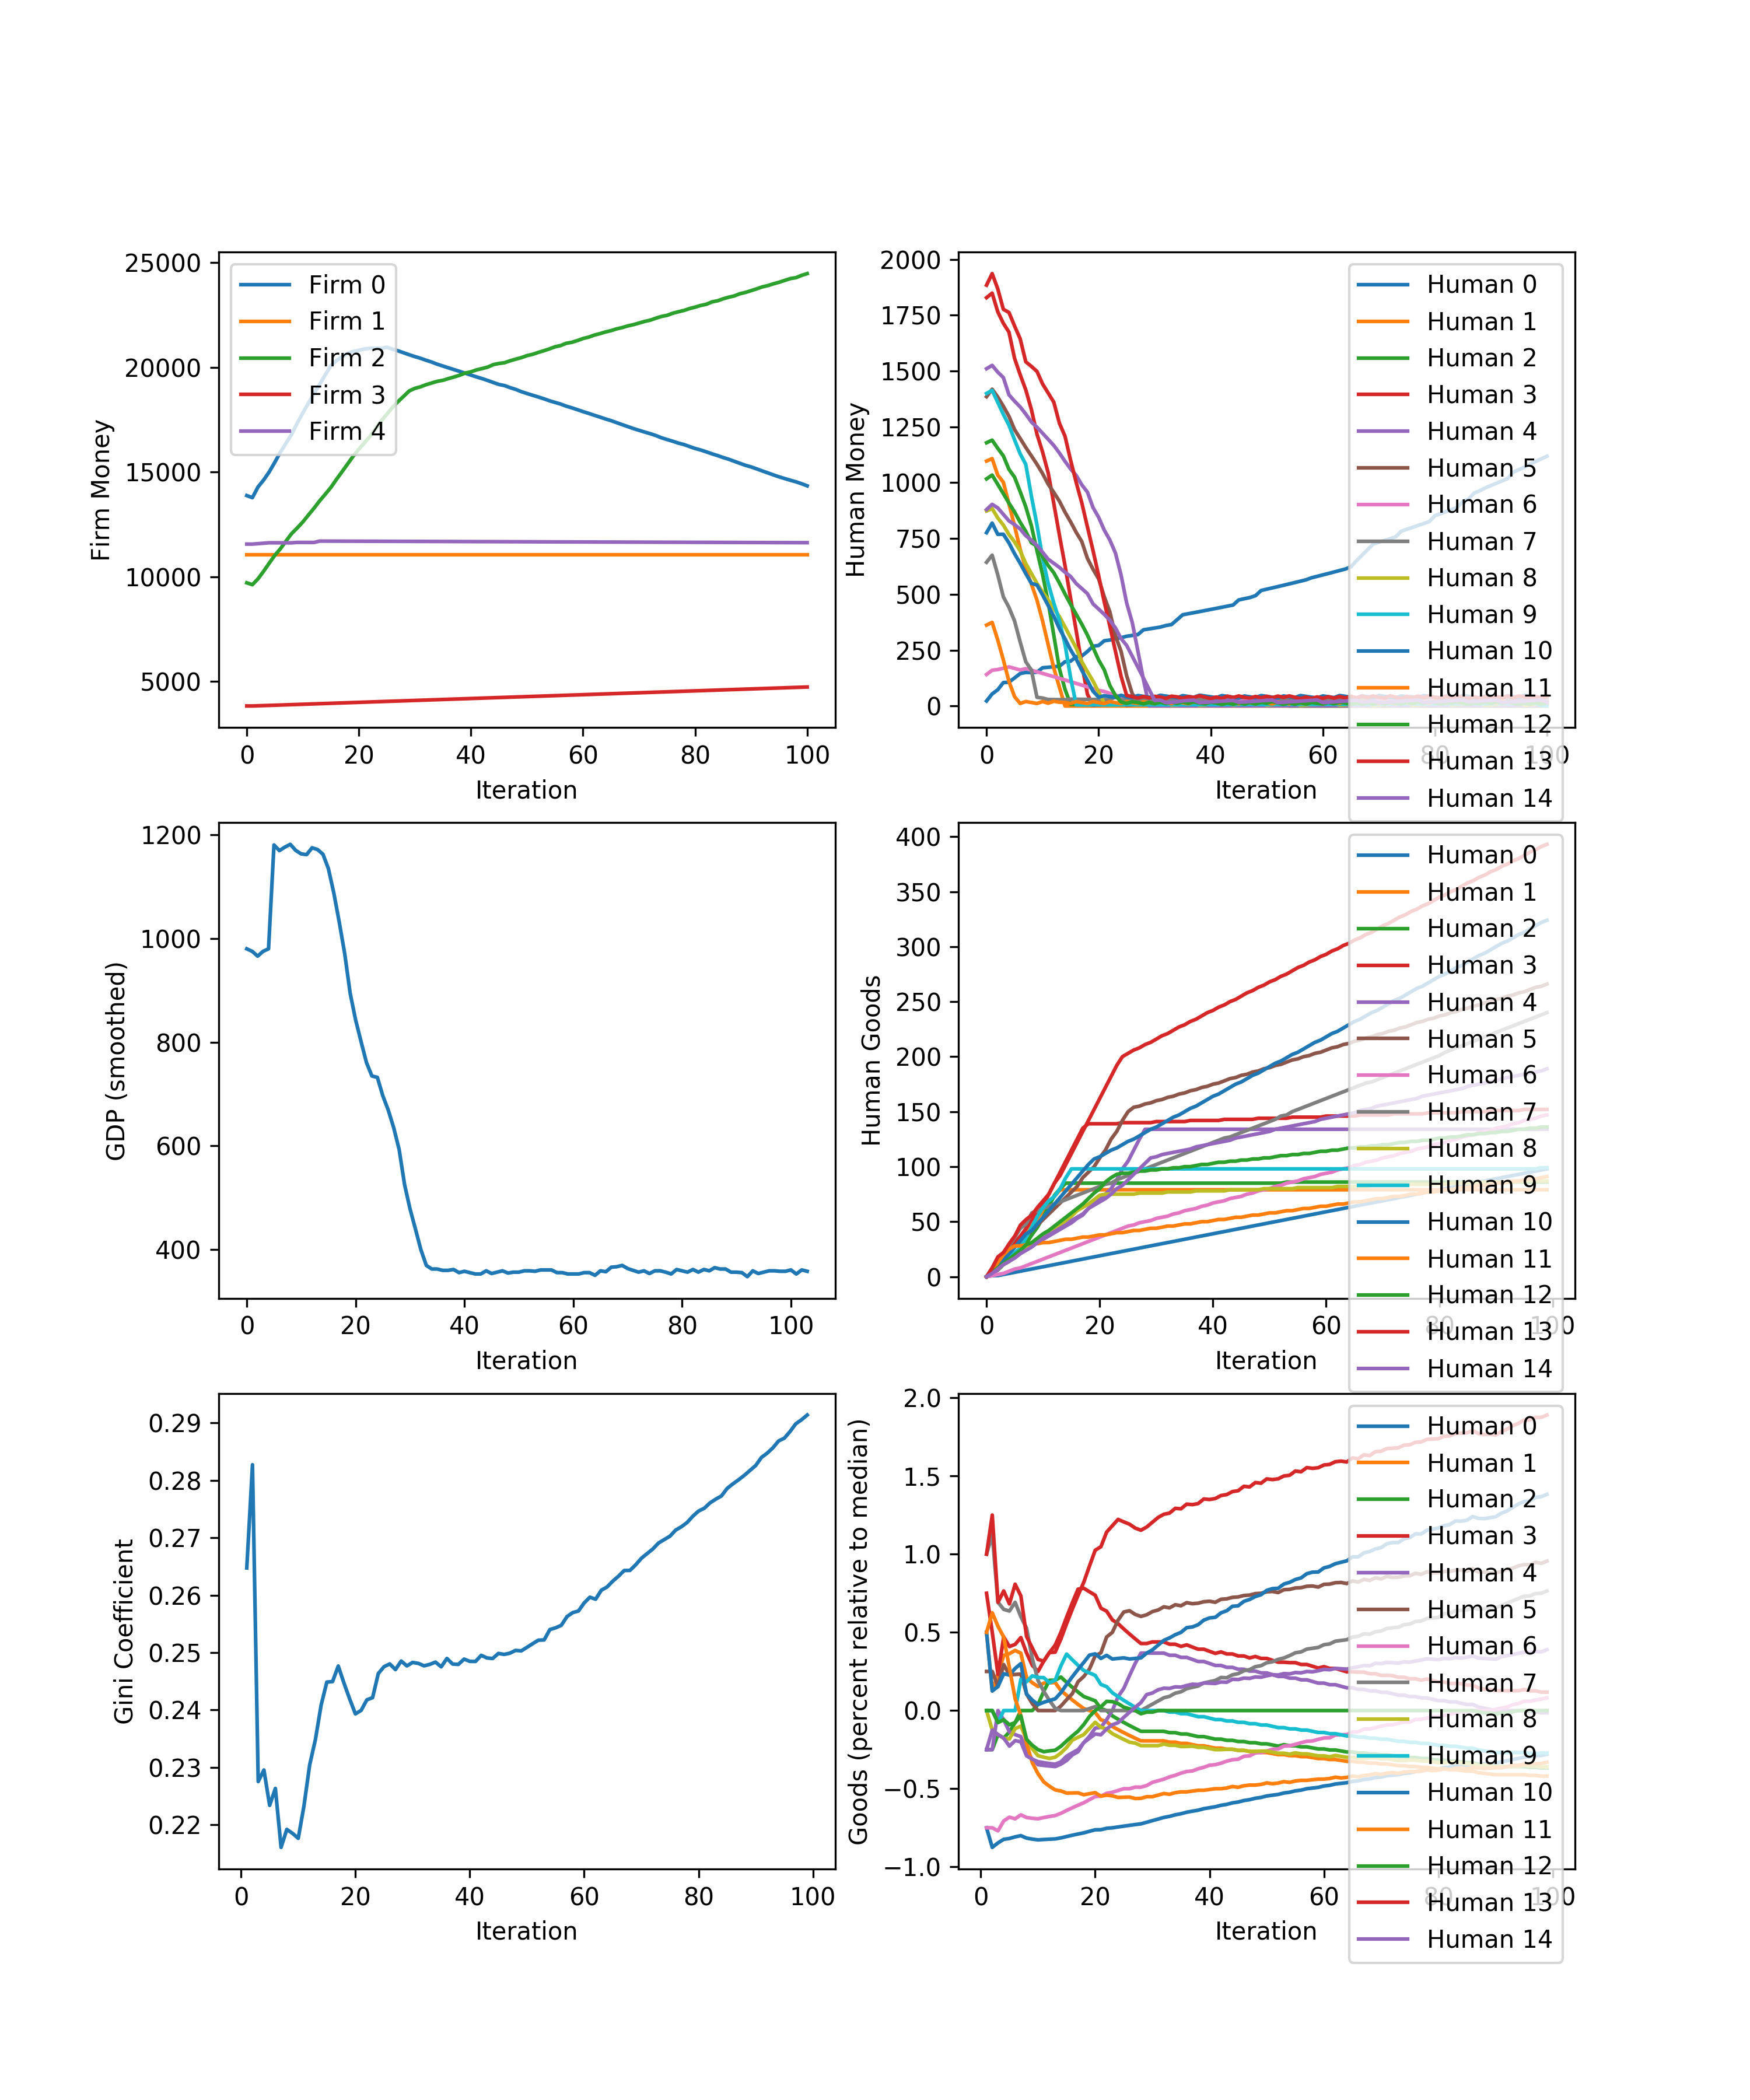 25000
20000
15000
10000
5000
Firm Money
Firm 0
Firm 1
Firm 2
Firm 3
Firm 4
0 20 40 60 80 100
Iteration
2000
1750
1500
1250
1000
750
500
250
0
Human Money
Human 0
Human 1
Human 2
Human 3
Human 4
Human 5
Human 6
Human 7
Human 8
Human 9
Human 10
Human 11
Human 12
Human 13
Human 14
0 20 40 60 80 100
Iteration
1200
1000
800
600
400
GDP (smoothed)
0 20 40 60 80 100
Iteration
400
350
300
250
200
150
100
50
0
Human Goods
Human 0
Human 1
Human 2
Human 3
Human 4
Human 5
Human 6
Human 7
Human 8
Human 9
Human 10
Human 11
Human 12
Human 13
Human 14
0 20 40 60 80 100
Iteration
0.29
0.28
0.27
0.26
0.25
0.24
0.23
0.22
Gini Coefficient
0 20 40 60 80 100
Iteration
2.0
1.5
1.0
0.5
0.0
−0.5
−1.0
Goods (percent relative to median)
Human 0
Human 1
Human 2
Human 3
Human 4
Human 5
Human 6
Human 7
Human 8
Human 9
Human 10
Human 11
Human 12
Human 13
Human 14
0 20 40 60 80 100
Iteration